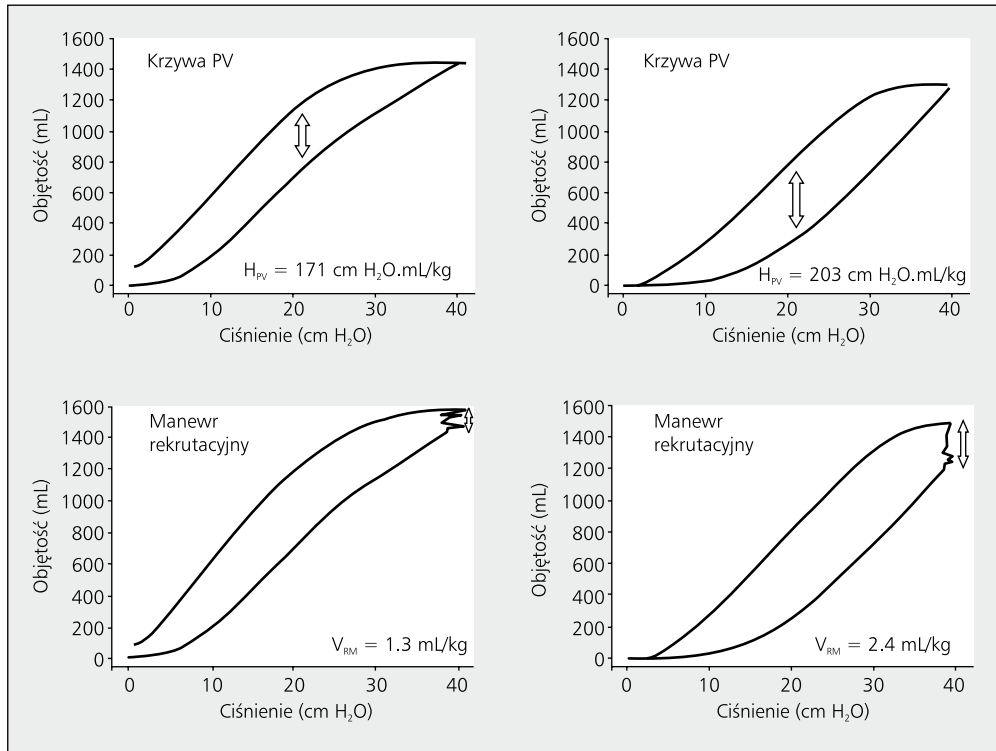 Krzywa PV
Objętość (mL)
1600
1400
1200
1000
800
600
400
200
0
H_PV = 171 cm H₂O.mL/kg
0 10 20 30 40
Ciśnienie (cm H₂O)
Krzywa PV
Objętość (mL)
1600
1400
1200
1000
800
600
400
200
0
H_PV = 203 cm H₂O.mL/kg
0 10 20 30 40
Ciśnienie (cm H₂O)
Manewr
rekrutacyjny
Objętość (mL)
1600
1400
1200
1000
800
600
400
200
0
V_RM = 1.3 mL/kg
0 10 20 30 40
Ciśnienie (cm H₂O)
Manewr
rekrutacyjny
Objętość (mL)
1600
1400
1200
1000
800
600
400
200
0
V_RM = 2.4 mL/kg
0 10 20 30 40
Ciśnienie (cm H₂O)